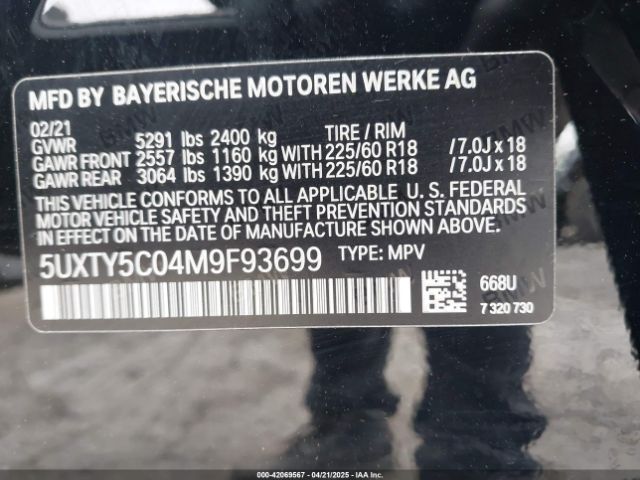 MFD BY BAYERISCHE MOTOREN WERKE AG
02/21
GVWR 5291 lbs 2400 kg TIRE / RIM
GAWR FRONT 2557 lbs 1160 kg WITH 225/60 R18 /7.0J x 18
GAWR REAR 3064 lbs 1390 kg WITH 225/60 R18 /7.0J x 18
THIS VEHICLE CONFORMS TO ALL APPLICABLE U. S. FEDERAL
MOTOR VEHICLE SAFETY AND THEFT PREVENTION STANDARDS
IN EFFECT ON THE DATE OF MANUFACTURE SHOWN ABOVE.
5UXTY5C04M9F93699 TYPE: MPV
668U
7 320 730
000-42069567 - 04/21/2025 - IAA Inc.